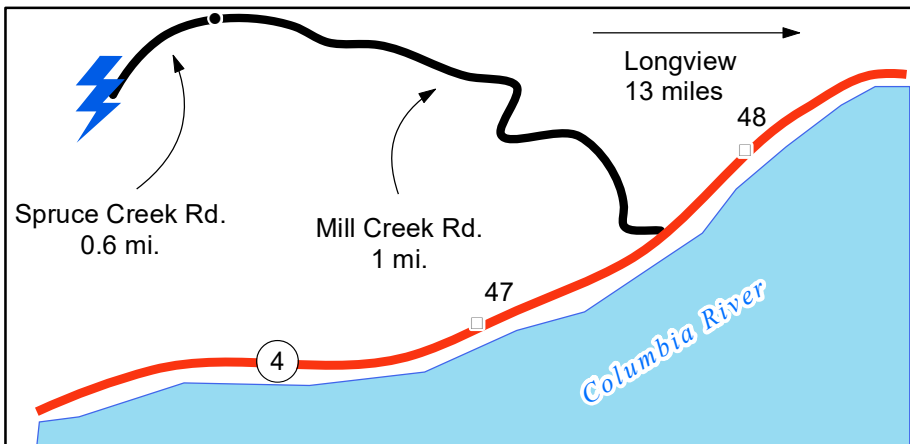 Longview
13 miles
48
Spruce Creek Rd.
0.6 mi.
Mill Creek Rd.
1 mi.
47
4
Columbia River